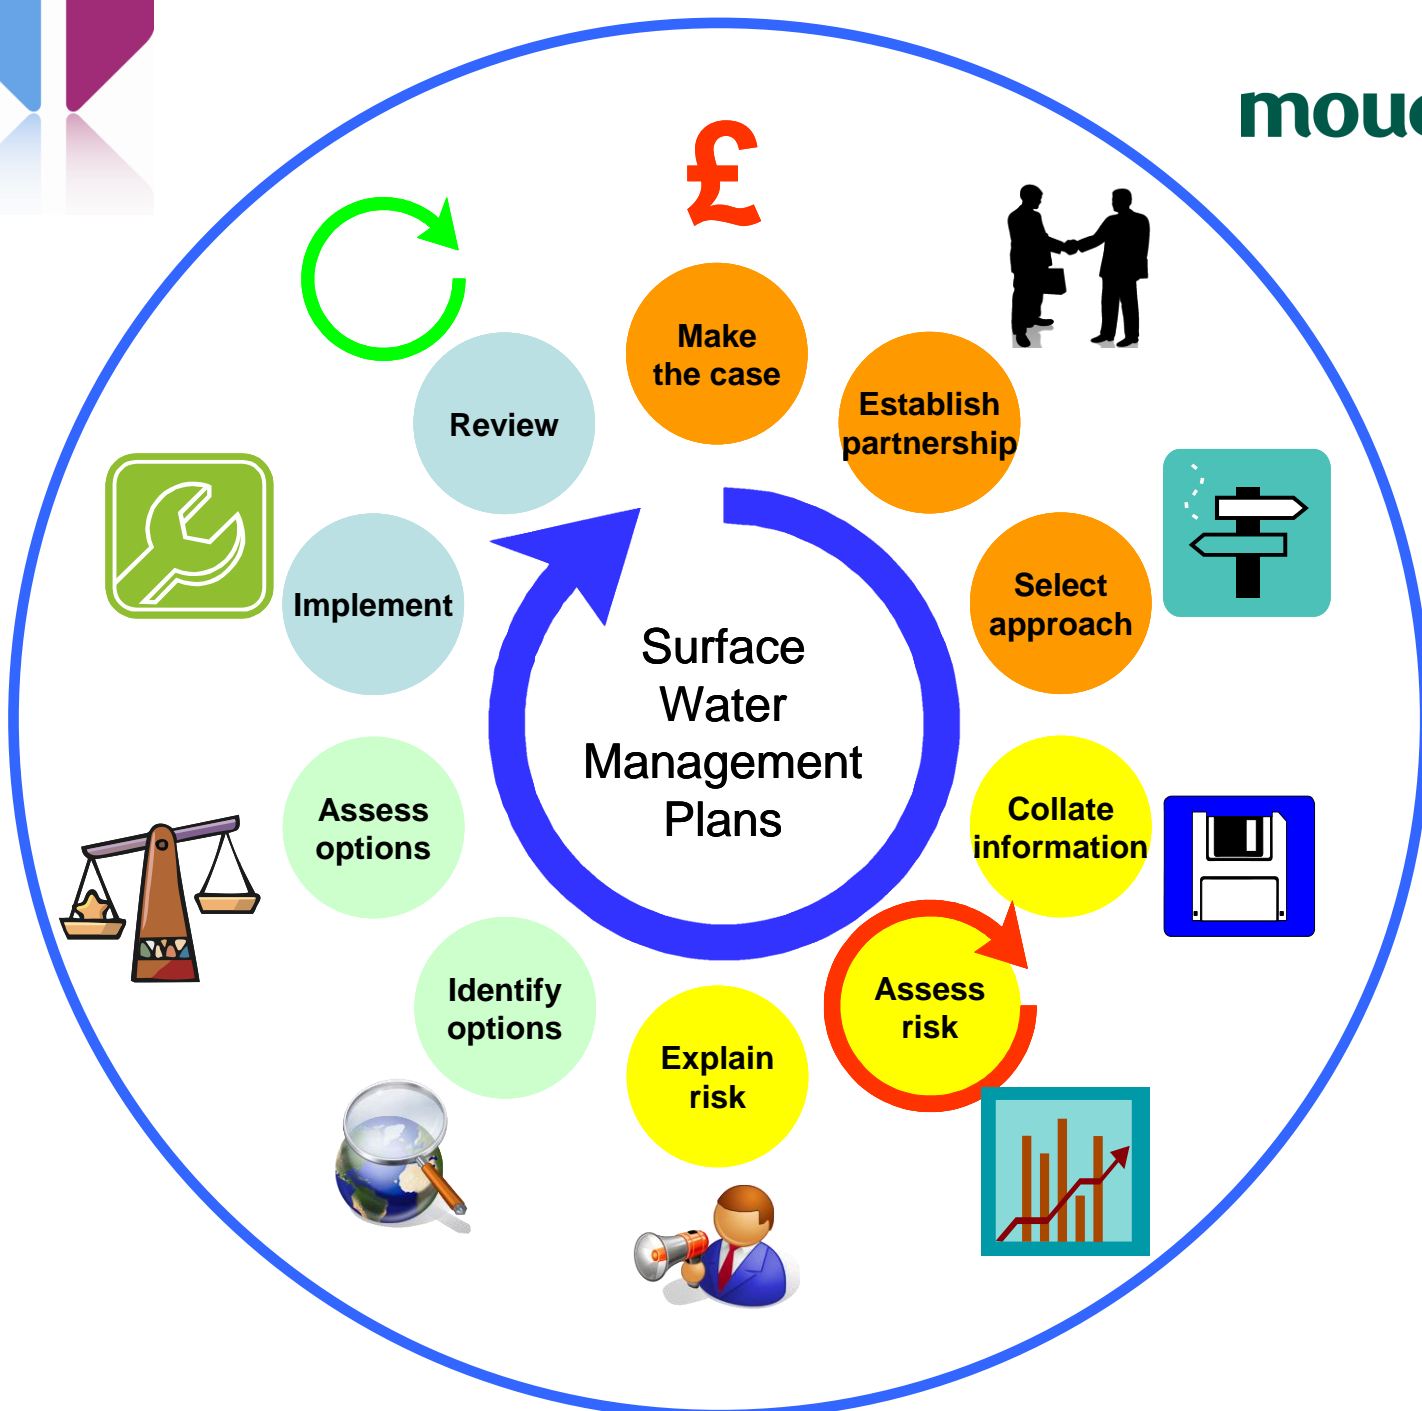 £
Make
the case
Establish
partnership
Select
approach
Collate
information
Assess
risk
Explain
risk
Identify
options
Assess
options
Implement
Review
Surface
Water
Management
Plans